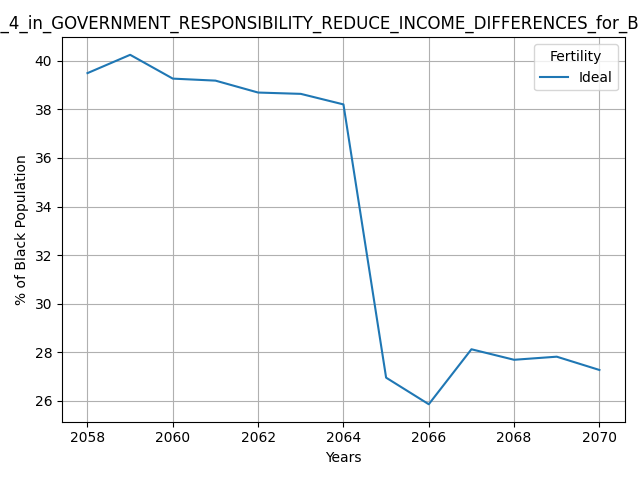 _4_in_GOVERNMENT_RESPONSIBILITY_REDUCE_INCOME_DIFFERENCES_for_B
Fertility
Ideal
40
38
36
34
32
30
28
26
% of Black Population
2058 2060 2062 2064 2066 2068 2070
Years